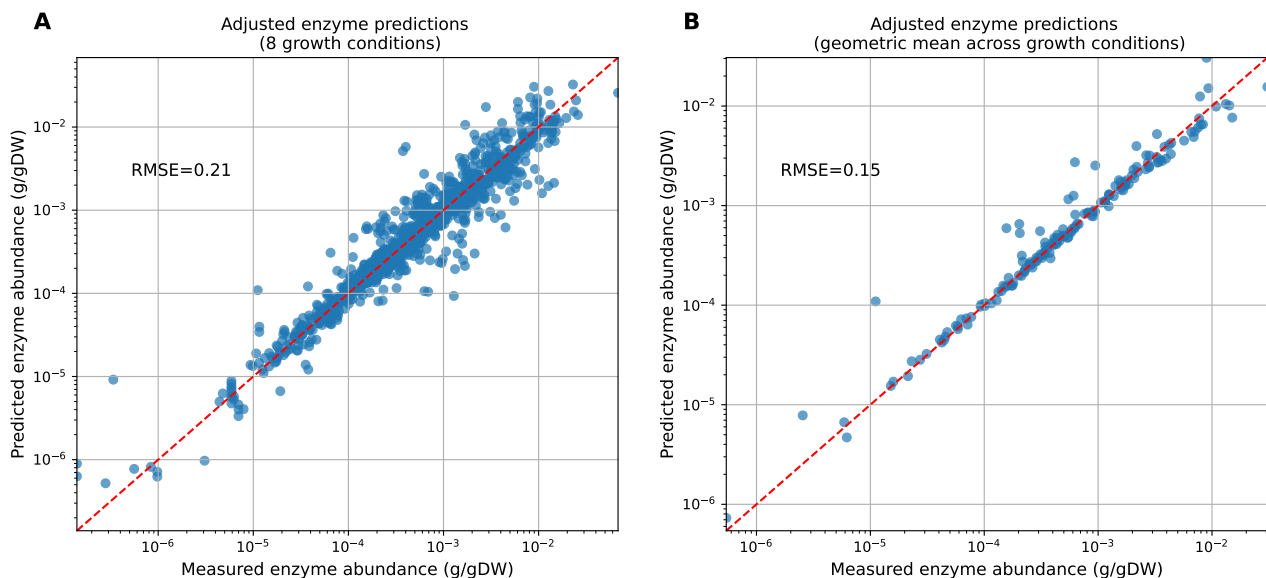 A
Adjusted enzyme predictions
(8 growth conditions)
Predicted enzyme abundance (g/gDW)
10⁻²
10⁻³
10⁻⁴
10⁻⁵
10⁻⁶
RMSE=0.21
10⁻⁶ 10⁻⁵ 10⁻⁴ 10⁻³ 10⁻²
Measured enzyme abundance (g/gDW)
B
Adjusted enzyme predictions
(geometric mean across growth conditions)
Predicted enzyme abundance (g/gDW)
10⁻²
10⁻³
10⁻⁴
10⁻⁵
10⁻⁶
RMSE=0.15
10⁻⁶ 10⁻⁵ 10⁻⁴ 10⁻³ 10⁻²
Measured enzyme abundance (g/gDW)